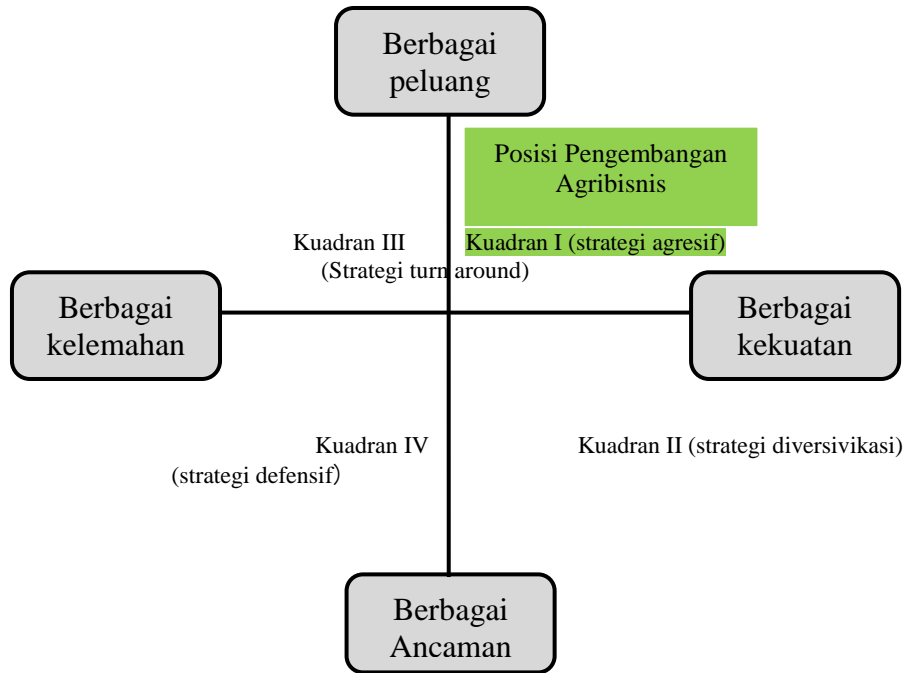 Berbagai
peluang
Posisi Pengembangan
Agribisnis
Kuadran III
Kuadran I (strategi agresif)
(Strategi turn around)
Berbagai
kelemahan
Berbagai
kekuatan
Kuadran IV
Kuadran II (strategi diversivikasi)
(strategi defensif)
Berbagai
Ancaman